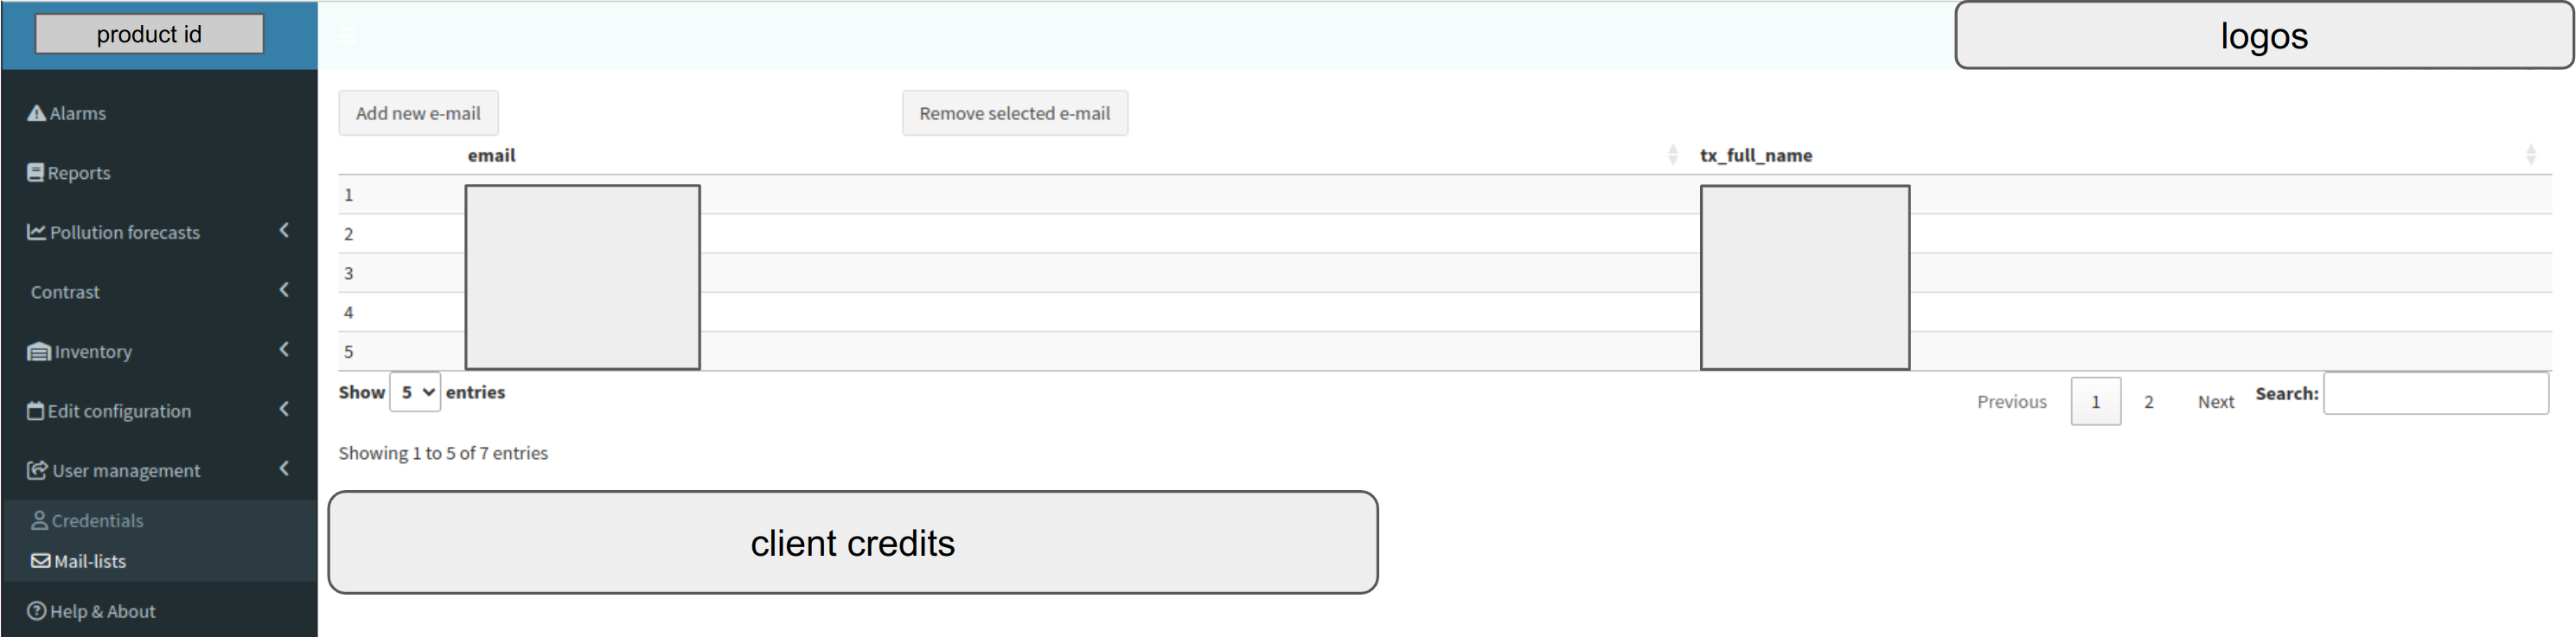 product id
logos
Alarms
Reports
Pollution forecasts
Contrast
Inventory
Edit configuration
User management
Credentials
Mail-lists
Help & About
Add new e-mail
Remove selected e-mail
email tx_full_name
1
2
3
4
5
Show 5 entries
Previous 1 2 Next Search:
Showing 1 to 5 of 7 entries
client credits